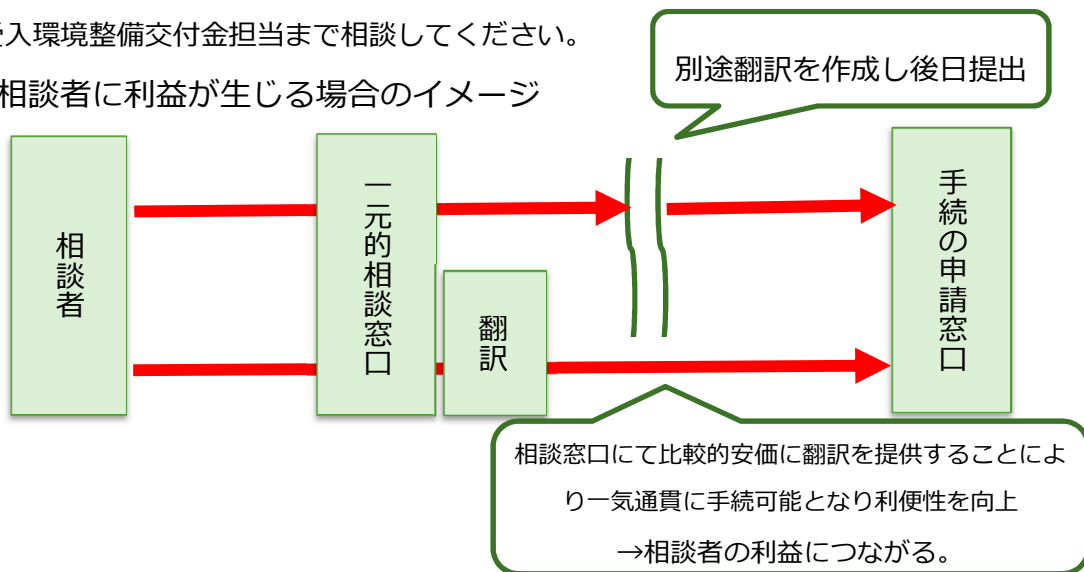 受入環境整備交付金担当まで相談してください。
相談者に利益が生じる場合のイメージ
別途翻訳を作成し後日提出
相談者
一元的相談窓口
翻訳
手続の申請窓口
相談窓口にて比較的安価に翻訳を提供することによ
り一気通貫に手続可能となり利便性を向上
→相談者の利益につながる。